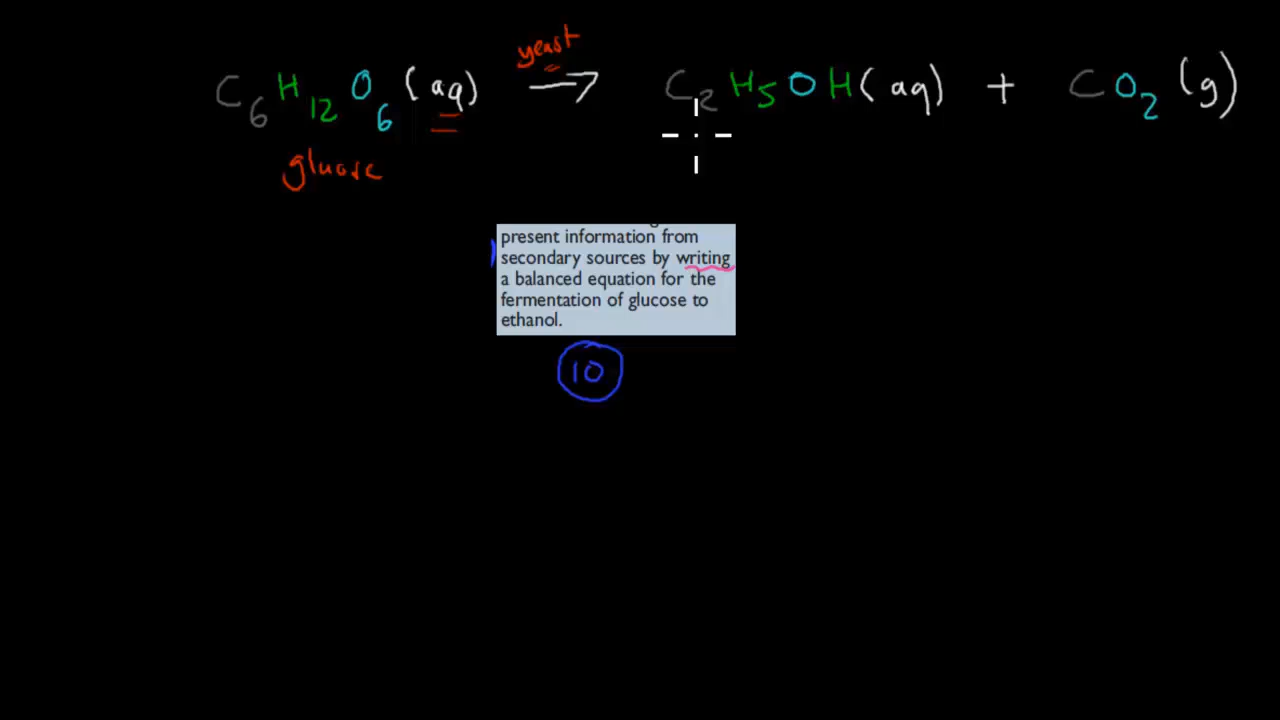 yeast
C6H12O6 (aq) → C2H5OH(aq) + CO2 (g)
glucose
present information from
secondary sources by writing
a balanced equation for the
fermentation of glucose to
ethanol.
10